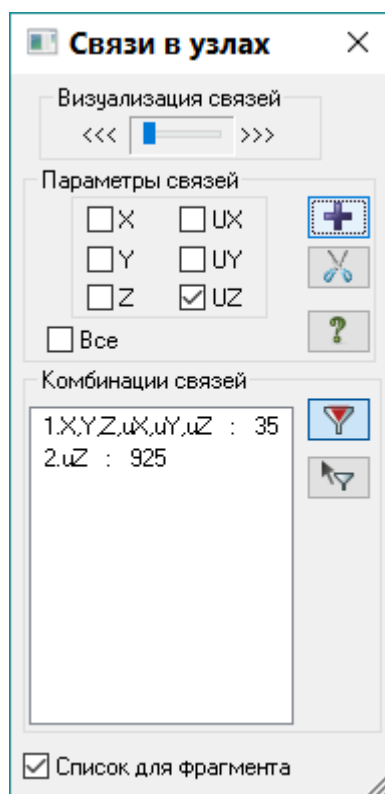 Связи в узлах
Визуализация связей
<<< >>>
Параметры связей
X UX
Y UY
Z UZ
Все
?
Комбинации связей
1.X,Y,Z,uX,uY,uZ : 35
2.uZ : 925
Список для фрагмента